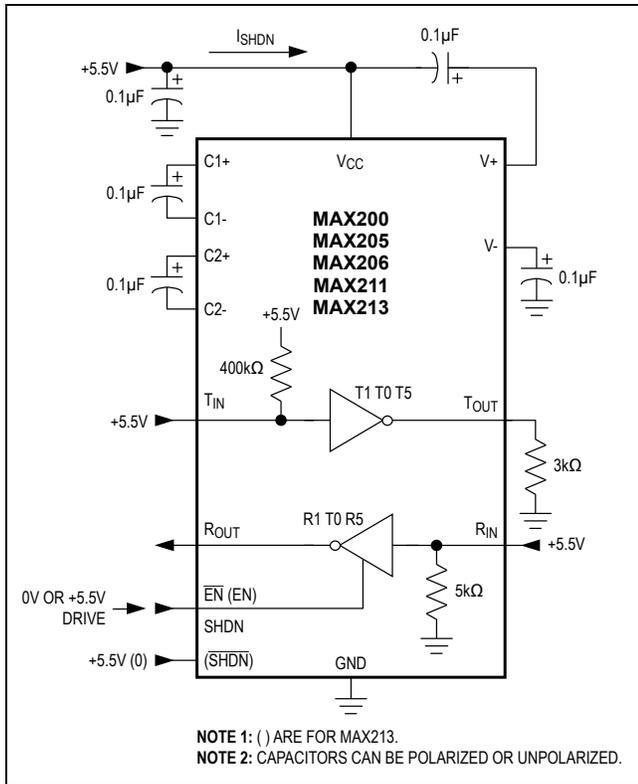 I_SHDN
0.1µF
+5.5V
0.1µF
C1+
VCC
V+
0.1µF
C1-
MAX200
MAX205
MAX206
MAX211
MAX213
V-
C2+
0.1µF
C2-
0.1µF
+5.5V
400kΩ
TIN
T1 T0 T5
TOUT
+5.5V
3kΩ
ROUT
R1 T0 R5
RIN
+5.5V
5kΩ
0V OR +5.5V
DRIVE
EN (EN)
SHDN
+5.5V (0)
(SHDN)
GND
NOTE 1: ( ) ARE FOR MAX213.
NOTE 2: CAPACITORS CAN BE POLARIZED OR UNPOLARIZED.